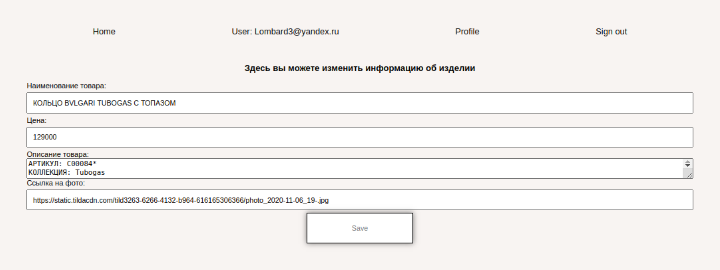 Home User: Lombard3@yandex.ru Profile Sign out
Здесь вы можете изменить информацию об изделии
Наименование товара:
КОЛЬЦО BVLGARI TUBOGAS С ТОПАЗОМ
Цена:
129000
Описание товара:
АРТИКУЛ: C00084*
КОЛЛЕКЦИЯ: Tubogas
Ссылка на фото:
https://static.tildacdn.com/tild3263-6266-4132-b964-616165306366/photo_2020-11-06_19-.jpg
Save